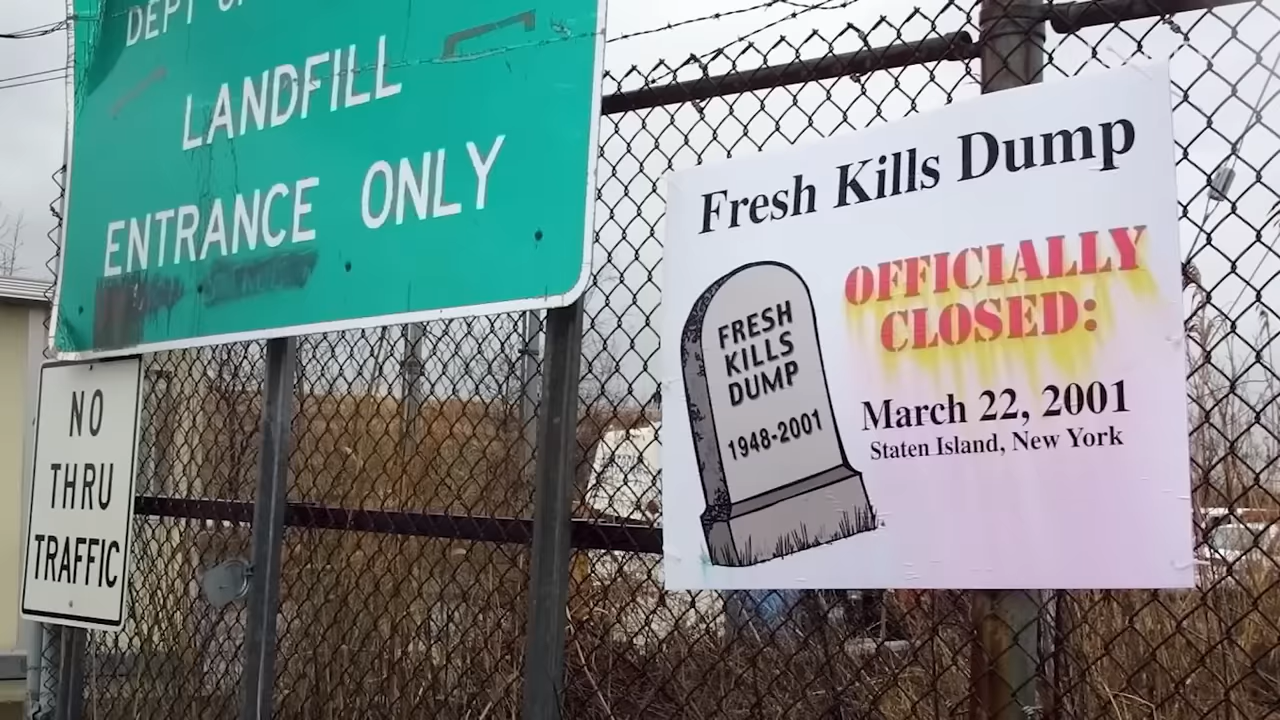 DEPT
LANDFILL
ENTRANCE ONLY
NO
THRU
TRAFFIC
Fresh Kills Dump
OFFICIALLY
CLOSED:
March 22, 2001
Staten Island, New York
FRESH
KILLS
DUMP
1948-2001